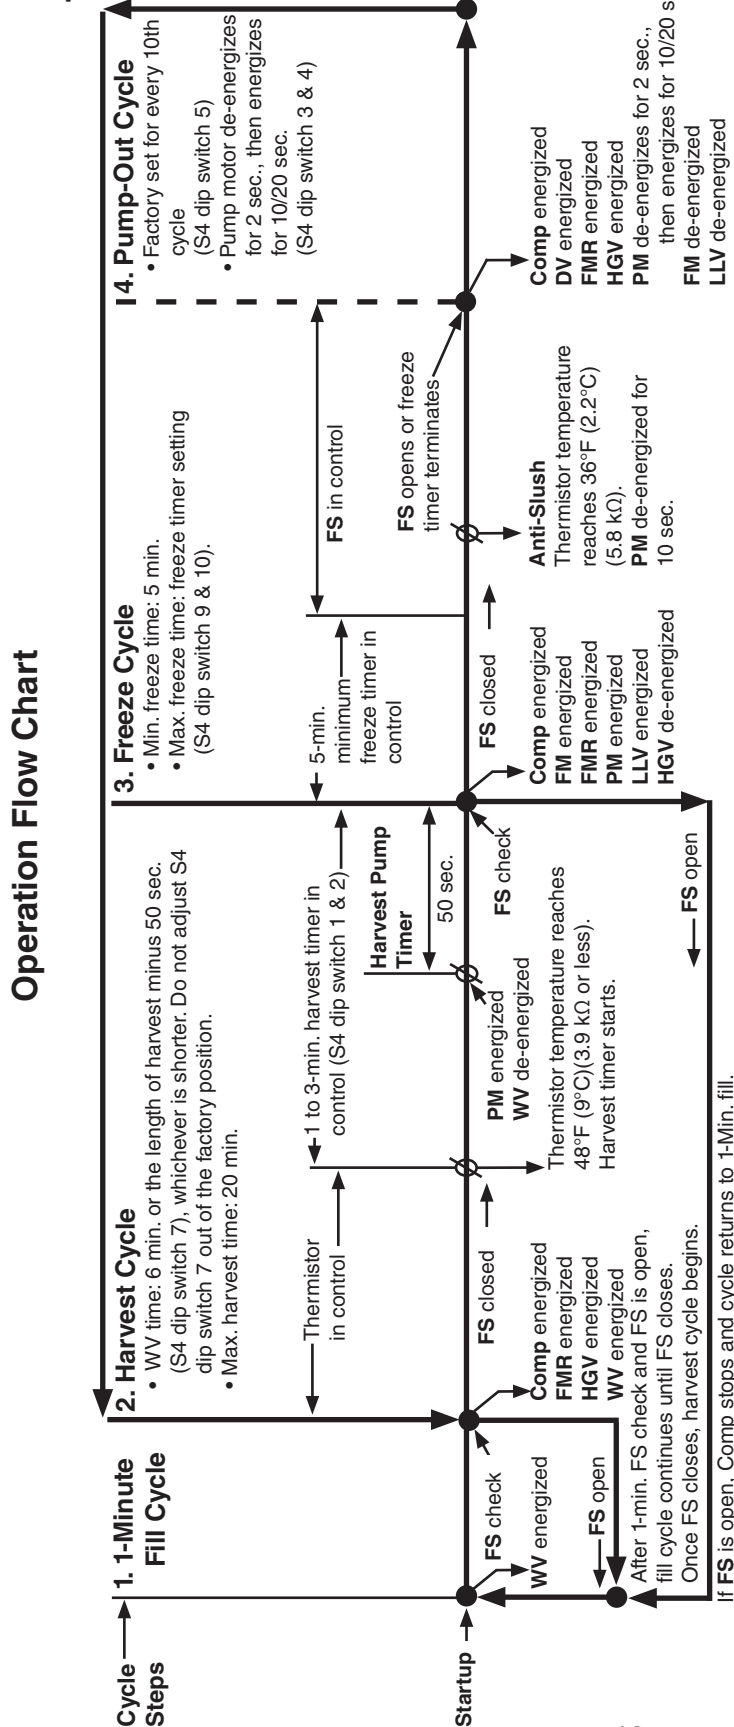 Operation Flow Chart
Cycle
Steps
1. 1-Minute
Fill Cycle
2. Harvest Cycle
• WV time: 6 min. or the length of harvest minus 50 sec.
(S4 dip switch 7), whichever is shorter. Do not adjust S4
dip switch 7 out of the factory position.
• Max. harvest time: 20 min.
3. Freeze Cycle
• Min. freeze time: 5 min.
• Max. freeze time: freeze timer setting
(S4 dip switch 9 & 10).
4. Pump-Out Cycle
• Factory set for every 10th
cycle
(S4 dip switch 5)
• Pump motor de-energizes
for 2 sec., then energizes
for 10/20 sec.
(S4 dip switch 3 & 4)
Thermistor
in control
1 to 3-min. harvest timer in
control (S4 dip switch 1 & 2)
Harvest Pump
Timer
50 sec.
5-min.
minimum
freeze timer in
control
FS in control
FS opens or freeze
timer terminates
Startup
FS check
WV energized
FS open
After 1-min. FS check and FS is open,
fill cycle continues until FS closes.
Once FS closes, harvest cycle begins.
FS closed
Comp energized
FMR energized
HGV energized
WV energized
PM energized
WV de-energized
Thermistor temperature reaches
48°F (9°C)(3.9 kΩ or less).
Harvest timer starts.
FS check
FS open
FS closed
Comp energized
FM energized
FMR energized
PM energized
LLV energized
HGV de-energized
Anti-Slush
Thermistor temperature
reaches 36°F (2.2°C)
(5.8 kΩ).
PM de-energized for
10 sec.
Comp energized
DV energized
FMR energized
HGV energized
PM de-energizes for 2 sec.,
then energizes for 10/20 s
FM de-energized
LLV de-energized
If FS is open, Comp stops and cycle returns to 1-Min. fill.